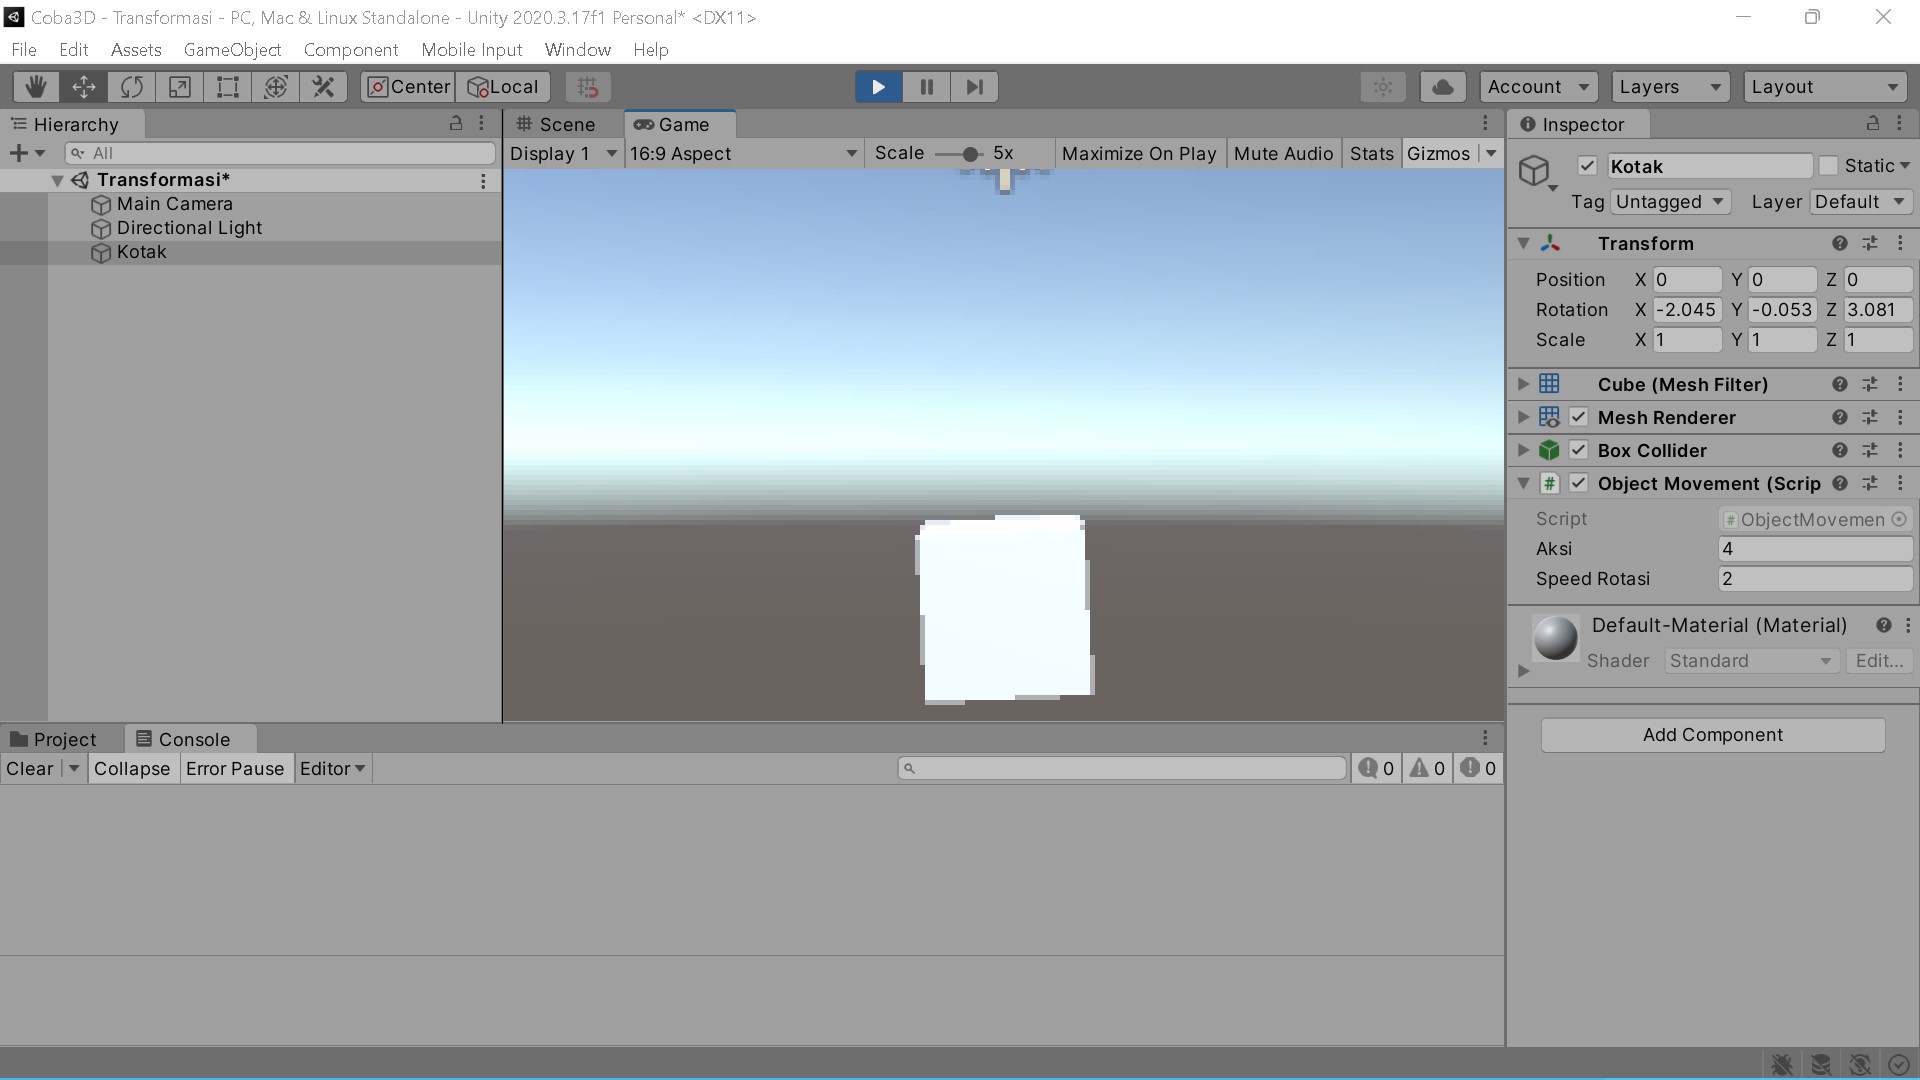 Coba3D - Transformasi - PC, Mac & Linux Standalone - Unity 2020.3.17f1 Personal* <DX11>
File Edit Assets GameObject Component Mobile Input Window Help
Center Local Account Layers Layout
Hierarchy
All
Transformasi*
Main Camera
Directional Light
Kotak
Scene Game
Display 1 16:9 Aspect Scale 5x Maximize On Play Mute Audio Stats Gizmos
Inspector
Kotak Static
Tag Untagged Layer Default
Transform
Position X 0 Y 0 Z 0
Rotation X -2.045 Y -0.053 Z 3.081
Scale X 1 Y 1 Z 1
Cube (Mesh Filter)
Mesh Renderer
Box Collider
# Object Movement (Scrip
Script # ObjectMovemen
Aksi 4
Speed Rotasi 2
Default-Material (Material)
Shader Standard Edit...
Add Component
Project Console
Clear Collapse Error Pause Editor 0 0 0